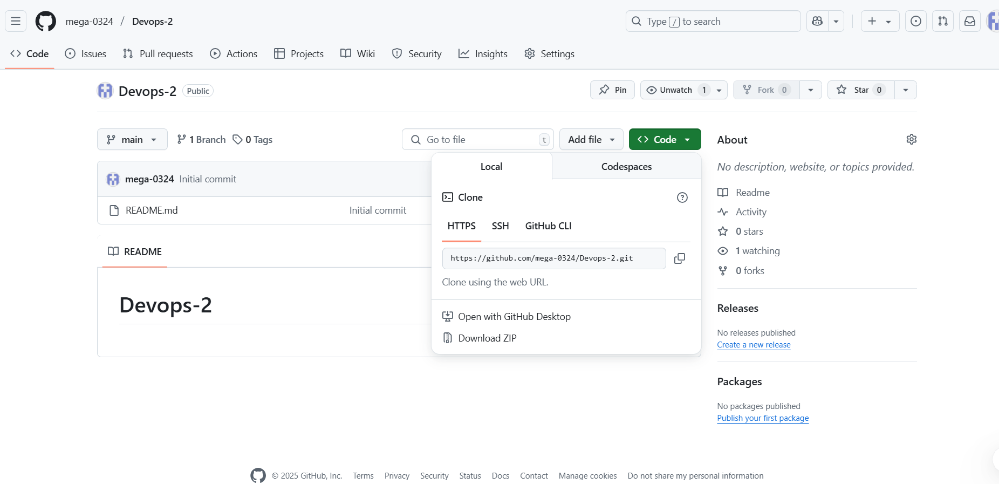 mega-0324 / Devops-2
Type / to search
Code Issues Pull requests Actions Projects Wiki Security Insights Settings
Devops-2 Public
Pin Unwatch 1 Fork 0 Star 0
main 1 Branch 0 Tags
Go to file t Add file Code
mega-0324 Initial commit
README.md Initial commit
README
Devops-2
Local Codespaces
Clone
HTTPS SSH GitHub CLI
https://github.com/mega-0324/Devops-2.git
Clone using the web URL.
Open with GitHub Desktop
Download ZIP
About
No description, website, or topics provided.
Readme
Activity
0 stars
1 watching
0 forks
Releases
No releases published
Create a new release
Packages
No packages published
Publish your first package
© 2025 GitHub, Inc. Terms Privacy Security Status Docs Contact Manage cookies Do not share my personal information